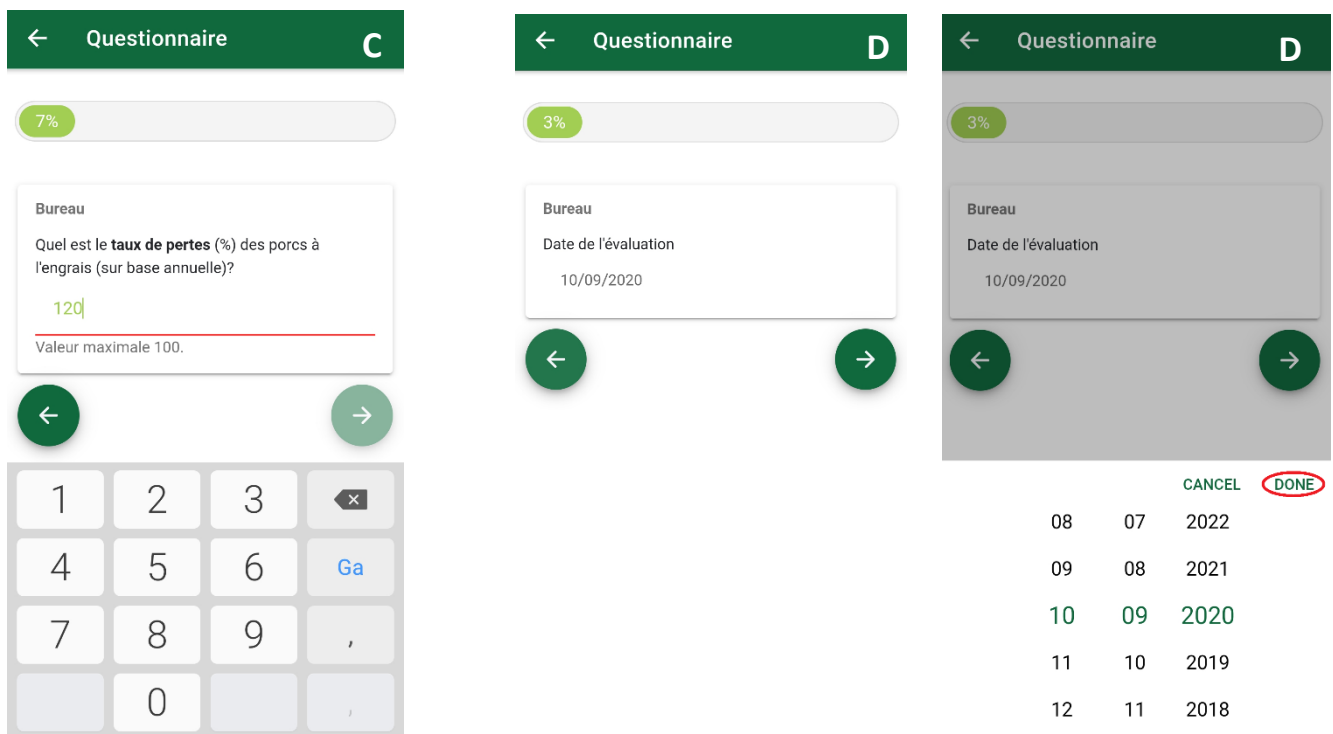 Questionnaire C
7%
Bureau
Quel est le taux de pertes (%) des porcs à
l'engrais (sur base annuelle)?
120
Valeur maximale 100.
1 2 3
4 5 6 Ga
7 8 9 ,
0 ,
Questionnaire D
3%
Bureau
Date de l'évaluation
10/09/2020
Questionnaire D
3%
Bureau
Date de l'évaluation
10/09/2020
CANCEL DONE
08 07 2022
09 08 2021
10 09 2020
11 10 2019
12 11 2018